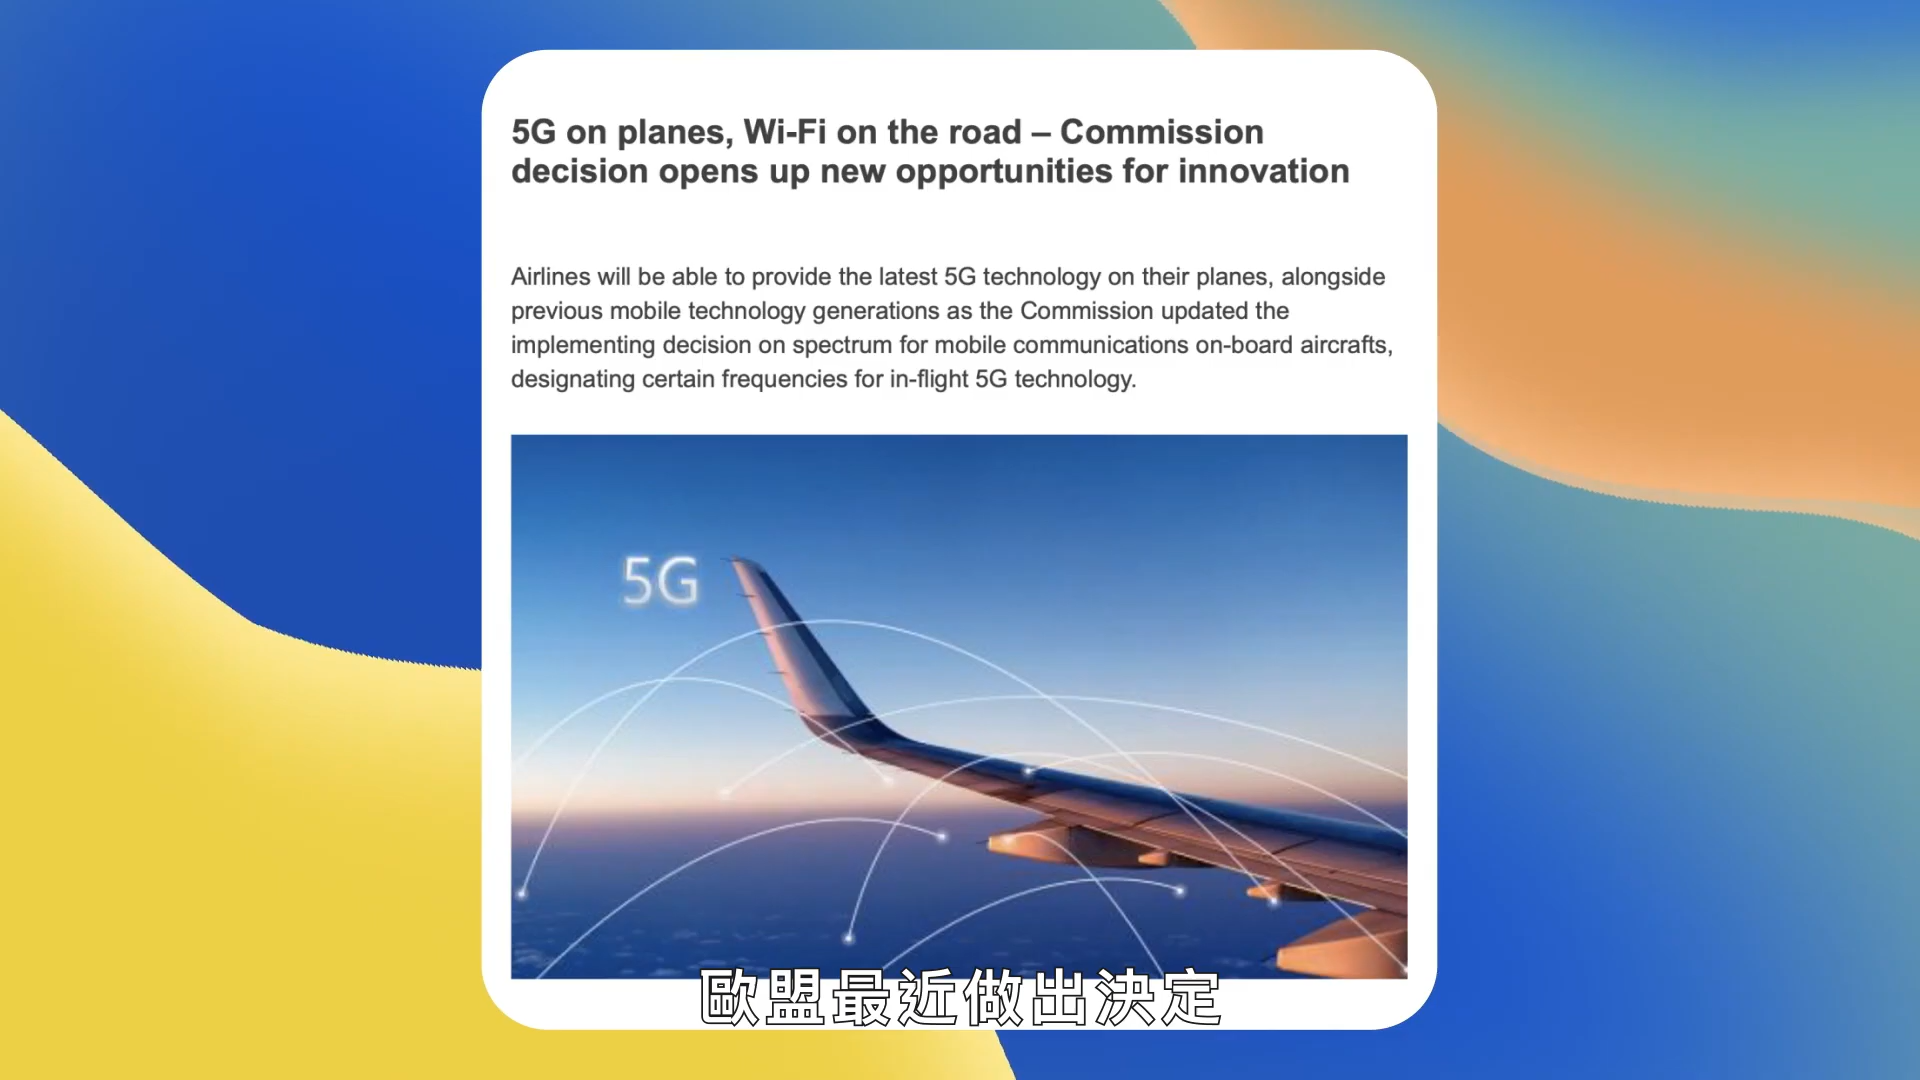 5G on planes, Wi-Fi on the road – Commission
decision opens up new opportunities for innovation
Airlines will be able to provide the latest 5G technology on their planes, alongside
previous mobile technology generations as the Commission updated the
implementing decision on spectrum for mobile communications on-board aircrafts,
designating certain frequencies for in-flight 5G technology.
5G
歐盟最近做出決定